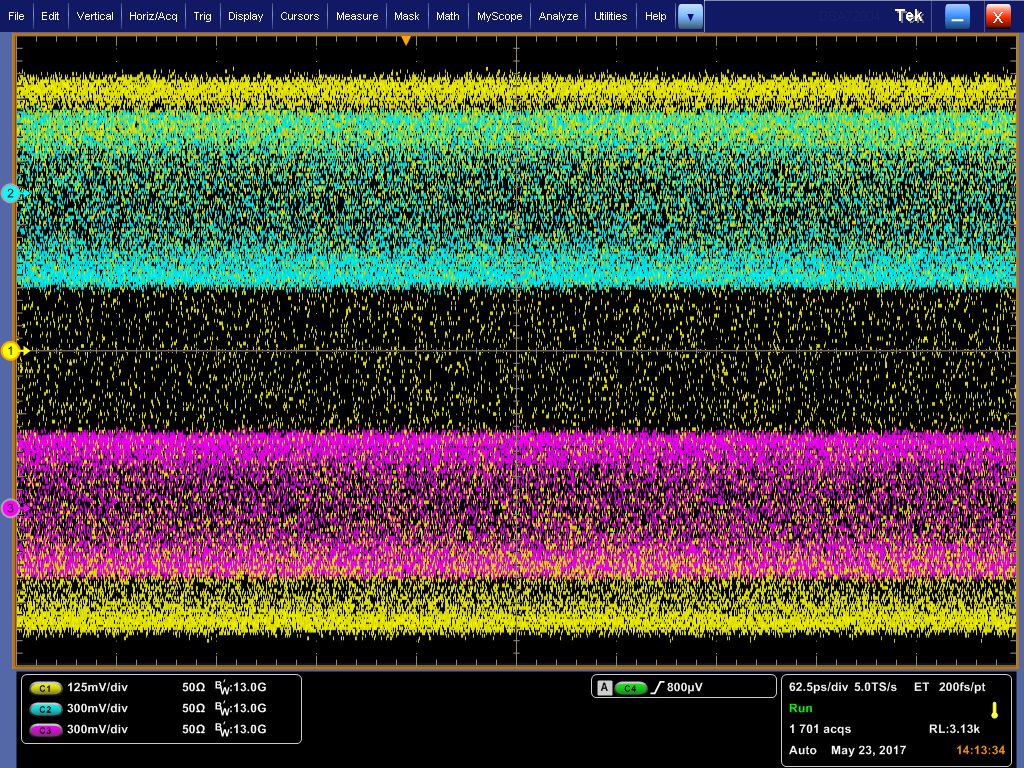 File Edit Vertical Horiz/Acq Trig Display Cursors Measure Mask Math MyScope Analyze Utilities Help Tek X
2
1
3
C1 125mV/div 50Ω BW:13.0G
C2 300mV/div 50Ω BW:13.0G
C3 300mV/div 50Ω BW:13.0G
A C4 800µV
62.5ps/div 5.0TS/s ET 200fs/pt
Run
1 701 acqs RL:3.13k
Auto May 23, 2017 14:13:34